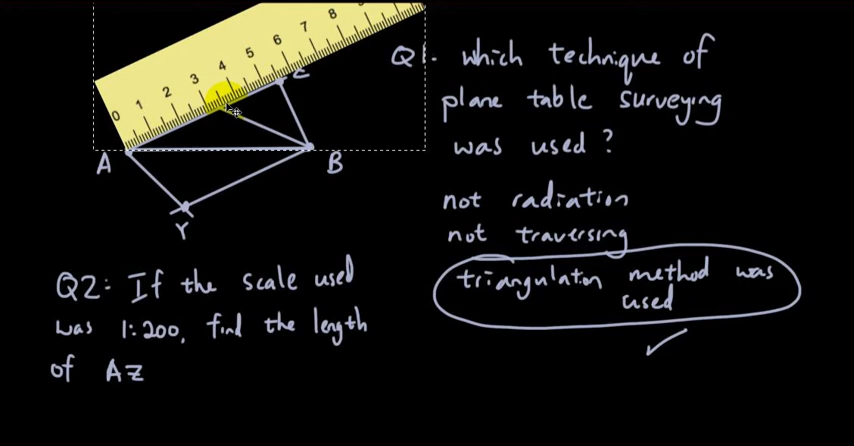 0 1 2 3 4 5 6 7 8
A
B
Y
Q1. which technique of
plane table surveying
was used?
not radiation
not traversing
triangulation method was
used
Q2: If the scale used
was 1:200, find the length
of AZ